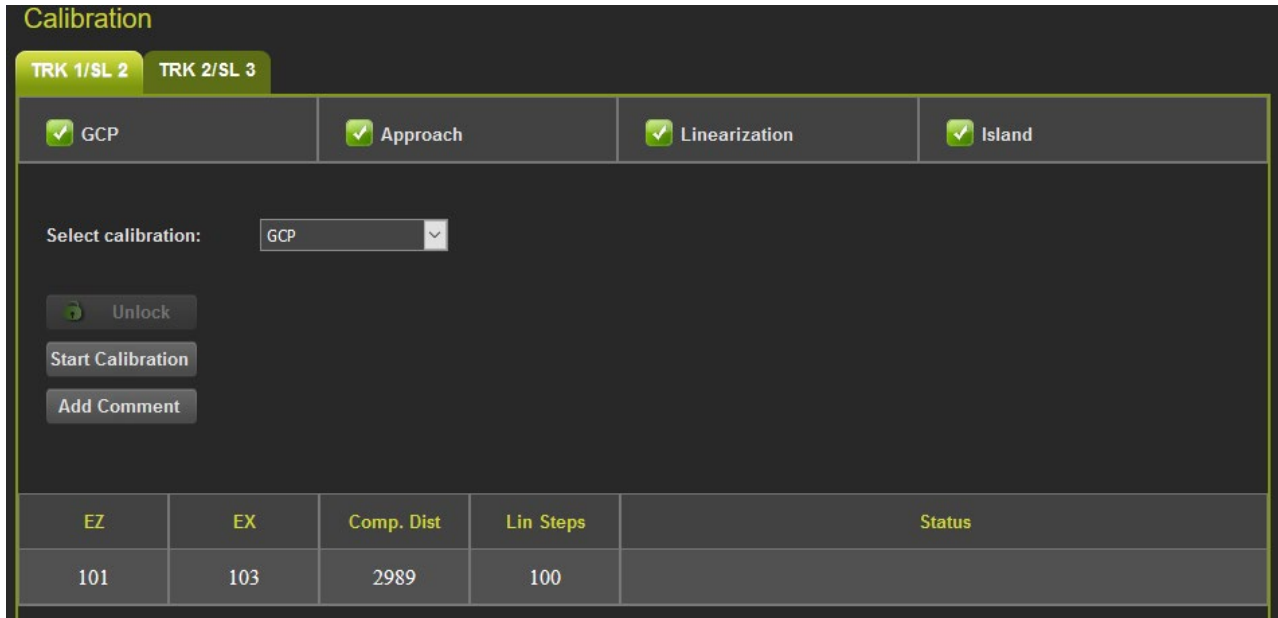 Calibration
TRK 1/SL 2 TRK 2/SL 3
GCP Approach Linearization Island
Select calibration: GCP
Unlock
Start Calibration
Add Comment
EZ EX Comp. Dist Lin Steps Status
101 103 2989 100